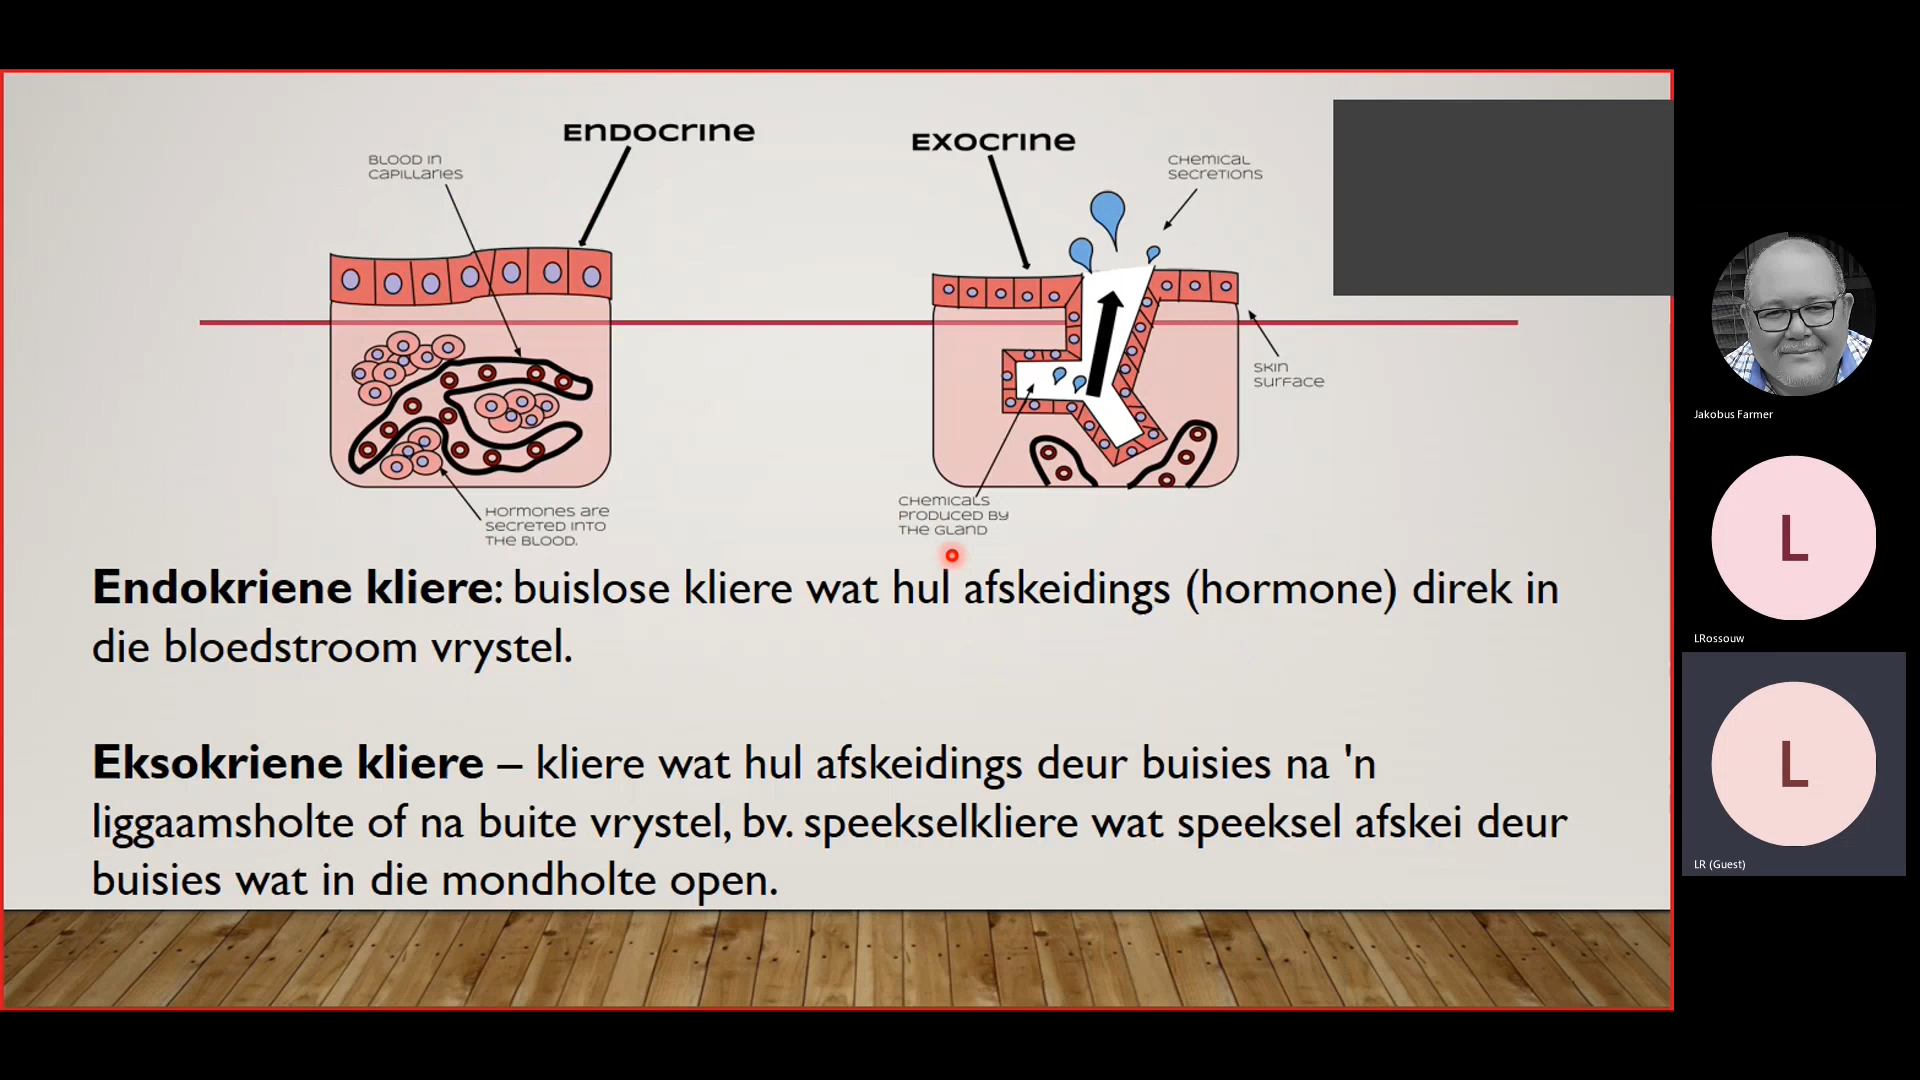 ENDOCRINE
EXOCRINE
BLOOD IN
CAPILLARIES
CHEMICAL
SECRETIONS
SKIN
SURFACE
HORMONES ARE
SECRETED INTO
THE BLOOD.
CHEMICALS
PRODUCED BY
THE GLAND
Endokriene kliere: buislose kliere wat hul afskeidings (hormone) direk in
die bloedstroom vrystel.
Eksokriene kliere – kliere wat hul afskeidings deur buisies na 'n
liggaamsholte of na buite vrystel, bv. speekselkliere wat speeksel afskei deur
buisies wat in die mondholte open.
Jakobus Farmer
L
LRossouw
L
LR (Guest)